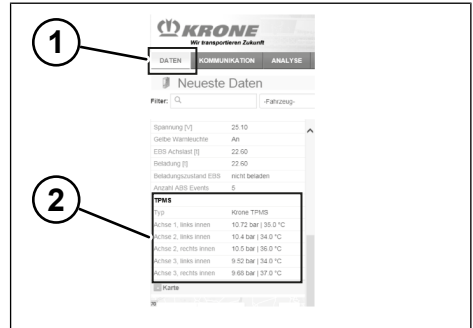 1
KRONE
Wir transportieren Zukunft
DATEN KOMMUNIKATION ANALYSE
Neueste Daten
Filter: -Fahrzeug-
Spannung [V] 25.10
Gelbe Warnleuchte An
EBS Achslast [t] 22.60
Beladung [t] 22.60
Beladungszustand EBS nicht beladen
Anzahl ABS Events 5
2
TPMS
Typ Krone TPMS
Achse 1, links innen 10.72 bar | 35.0 °C
Achse 2, links innen 10.4 bar | 34.0 °C
Achse 2, rechts innen 10.5 bar | 36.0 °C
Achse 3, links innen 9.52 bar | 34.0 °C
Achse 3, rechts innen 9.68 bar | 37.0 °C
Karte